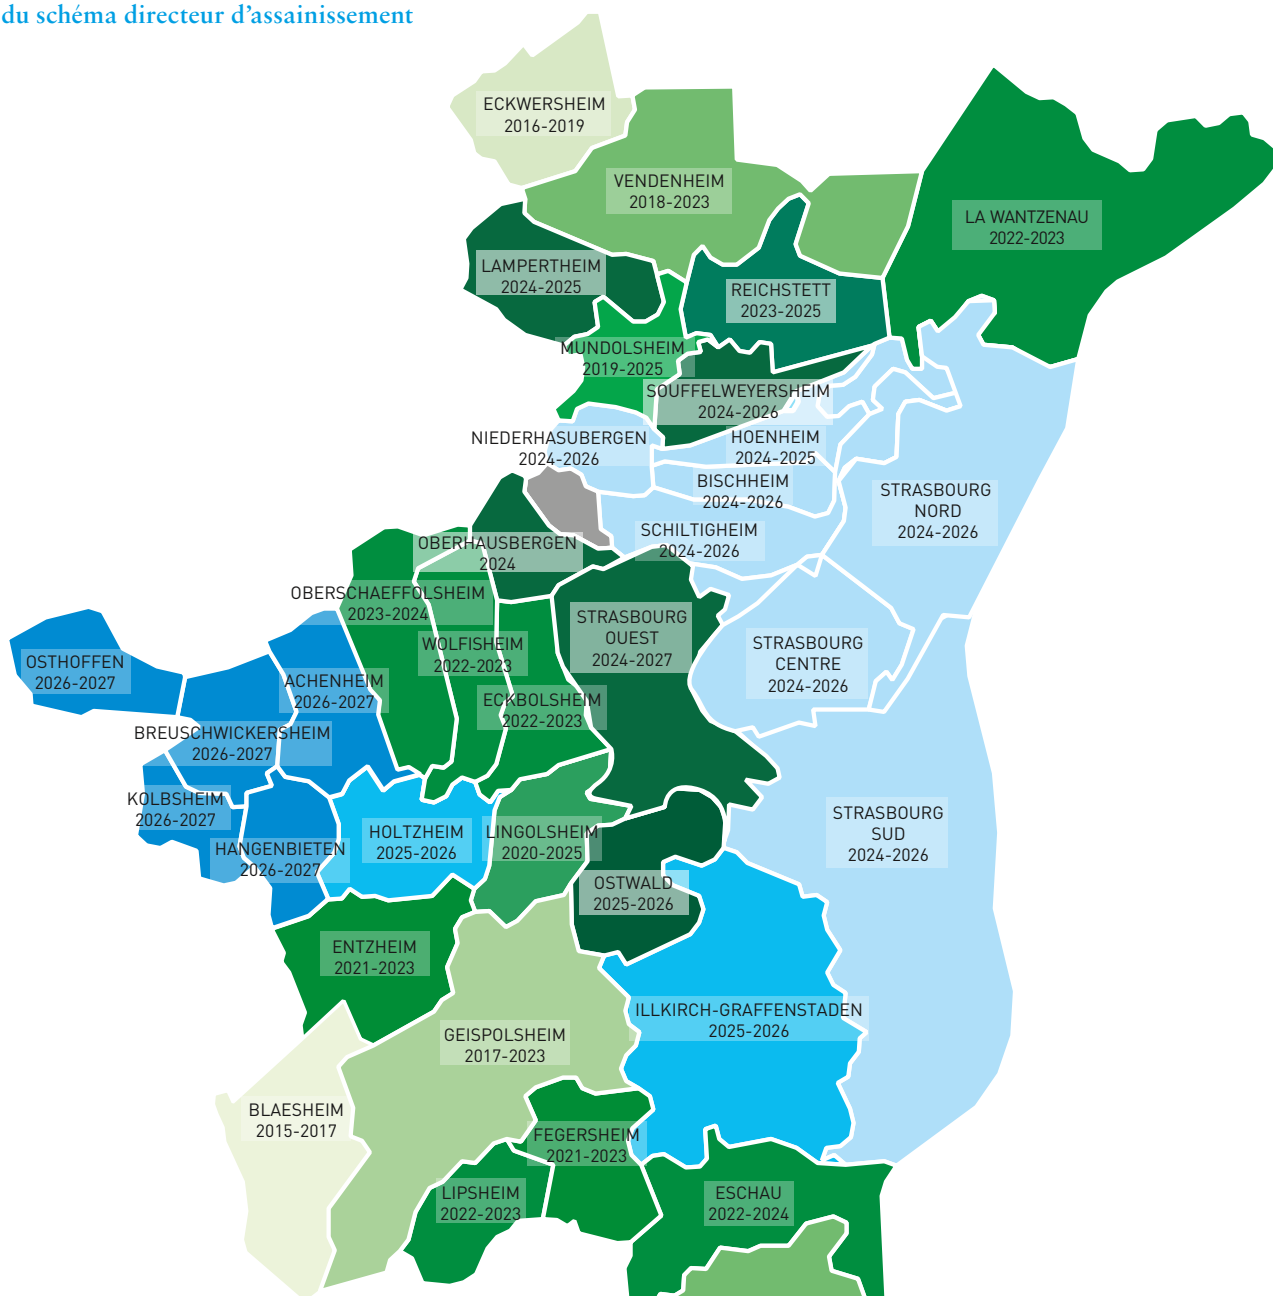 du schéma directeur d'assainissement
ECKWERSHEIM
2016-2019
VENDENHEIM
2018-2023
LA WANTZENAU
2022-2023
LAMPERTHEIM
2024-2025
REICHSTETT
2023-2025
MUNDOLSHEIM
2019-2025
SOUFFELWEYERSHEIM
2024-2026
NIEDERHASUBERGEN
2024-2026
HOENHEIM
2024-2025
BISCHHEIM
2024-2026
STRASBOURG
NORD
2024-2026
SCHILTIGHEIM
2024-2026
OBERHAUSBERGEN
2024
OBERSCHAEFFOLSHEIM
2023-2024
STRASBOURG
OUEST
2024-2027
WOLFISHEIM
2022-2023
STRASBOURG
CENTRE
2024-2026
OSTHOFFEN
2026-2027
ACHENHEIM
2026-2027
ECKBOLSHEIM
2022-2023
BREUSCHWICKERSHEIM
2026-2027
KOLBSHEIM
2026-2027
HANGENBIETEN
2026-2027
HOLTZHEIM
2025-2026
LINGOLSHEIM
2020-2025
STRASBOURG
SUD
2024-2026
OSTWALD
2025-2026
ENTZHEIM
2021-2023
ILLKIRCH-GRAFFENSTADEN
2025-2026
GEISPOLSHEIM
2017-2023
BLAESHEIM
2015-2017
FEGERSHEIM
2021-2023
LIPSHEIM
2022-2023
ESCHAU
2022-2024